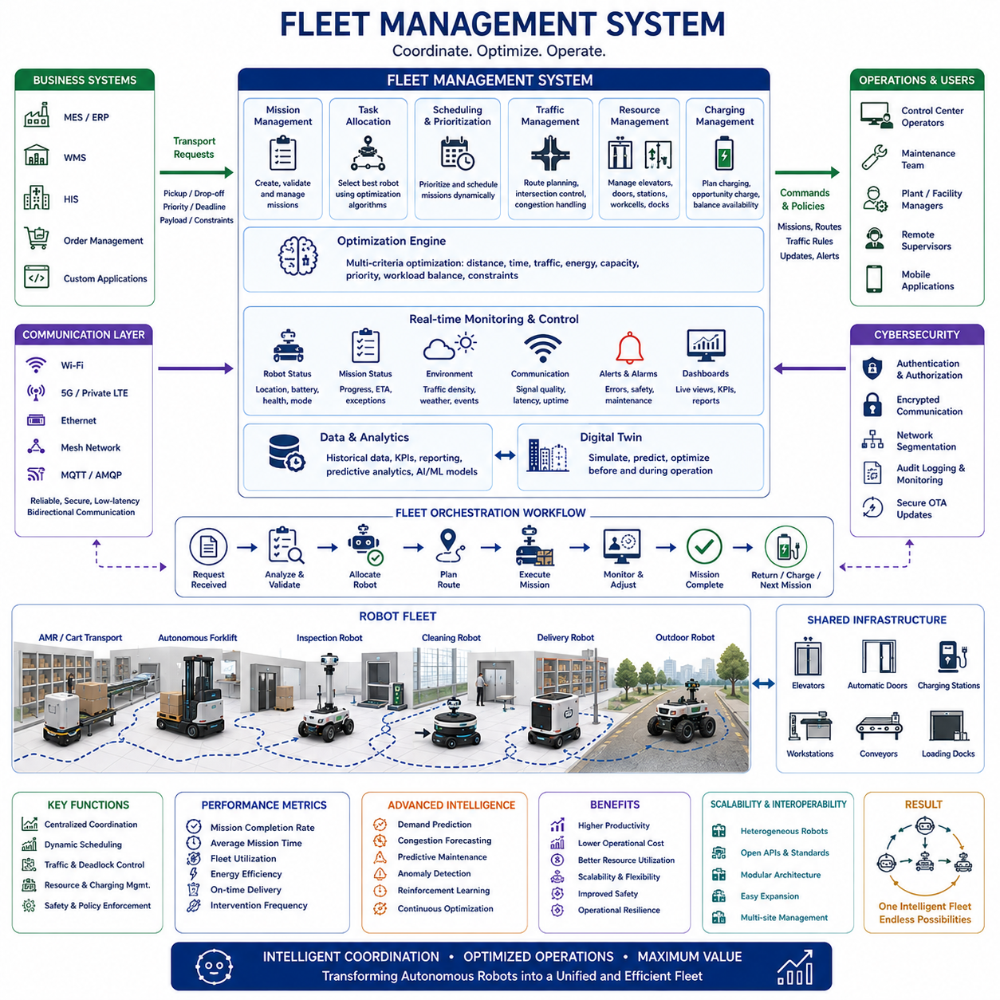 FLEET MANAGEMENT SYSTEM
Coordinate. Optimize. Operate.
BUSINESS SYSTEMS
MES / ERP
WMS
HIS
Order Management
Custom Applications
Transport
Requests
Pickup / Drop-off
Priority / Deadline
Payload / Constraints
FLEET MANAGEMENT SYSTEM
Mission
Management
Create, validate
and manage
missions
Task
Allocation
Select best robot
using optimization
algorithms
Scheduling
& Prioritization
Prioritize and schedule
missions dynamically
Traffic
Management
Route planning,
intersection control,
congestion handling
Resource
Management
Manage elevators,
doors, stations,
workcells, docks
Charging
Management
Plan charging,
opportunity charge,
balance availability
Optimization Engine
Multi-criteria optimization: distance, time, traffic, energy, capacity,
priority, workload balance, constraints
Real-time Monitoring & Control
Robot Status
Location, battery,
health, mode
Mission Status
Progress, ETA,
exceptions
Environment
Traffic density,
weather, events
Communication
Signal quality,
latency, uptime
Alerts & Alarms
Errors, safety,
maintenance
Dashboards
Live views, KPIs,
reports
Data & Analytics
Historical data, KPIs, reporting,
predictive analytics, AI/ML models
Digital Twin
Simulate, predict, optimize
before and during operation
Commands
& Policies
Missions, Routes
Traffic Rules
Updates, Alerts
OPERATIONS & USERS
Control Center
Operators
Maintenance
Team
Plant / Facility
Managers
Remote
Supervisors
Mobile
Applications
COMMUNICATION LAYER
Wi-Fi
5G / Private LTE
Ethernet
Mesh Network
MQTT / AMQP
Reliable, Secure, Low-latency
Bidirectional Communication
CYBERSECURITY
Authentication
& Authorization
Encrypted
Communication
Network
Segmentation
Audit Logging &
Monitoring
Secure OTA
Updates
FLEET ORCHESTRATION WORKFLOW
Request
Received
Analyze &
Validate
Allocate
Robot
Plan
Route
Execute
Mission
Monitor &
Adjust
Mission
Complete
Return / Charge /
Next Mission
ROBOT FLEET
AMR / Cart Transport
Autonomous Forklift
Inspection Robot
Cleaning Robot
Delivery Robot
Outdoor Robot
SHARED INFRASTRUCTURE
Elevators
Automatic Doors
Charging Stations
Workstations
Conveyors
Loading Docks
KEY FUNCTIONS
Centralized Coordination
Dynamic Scheduling
Traffic & Deadlock Control
Resource & Charging Mgmt.
Safety & Policy Enforcement
PERFORMANCE METRICS
Mission Completion Rate
Average Mission Time
Fleet Utilization
Energy Efficiency
On-time Delivery
Intervention Frequency
ADVANCED INTELLIGENCE
Demand Prediction
Congestion Forecasting
Predictive Maintenance
Anomaly Detection
Reinforcement Learning
Continuous Optimization
BENEFITS
Higher Productivity
Lower Operational Cost
Better Resource Utilization
Scalability & Flexibility
Improved Safety
Operational Resilience
SCALABILITY & INTEROPERABILITY
Heterogeneous Robots
Open APIs & Standards
Modular Architecture
Easy Expansion
Multi-site Management
RESULT
One Intelligent Fleet
Endless Possibilities
INTELLIGENT COORDINATION • OPTIMIZED OPERATIONS • MAXIMUM VALUE
Transforming Autonomous Robots into a Unified and Efficient Fleet